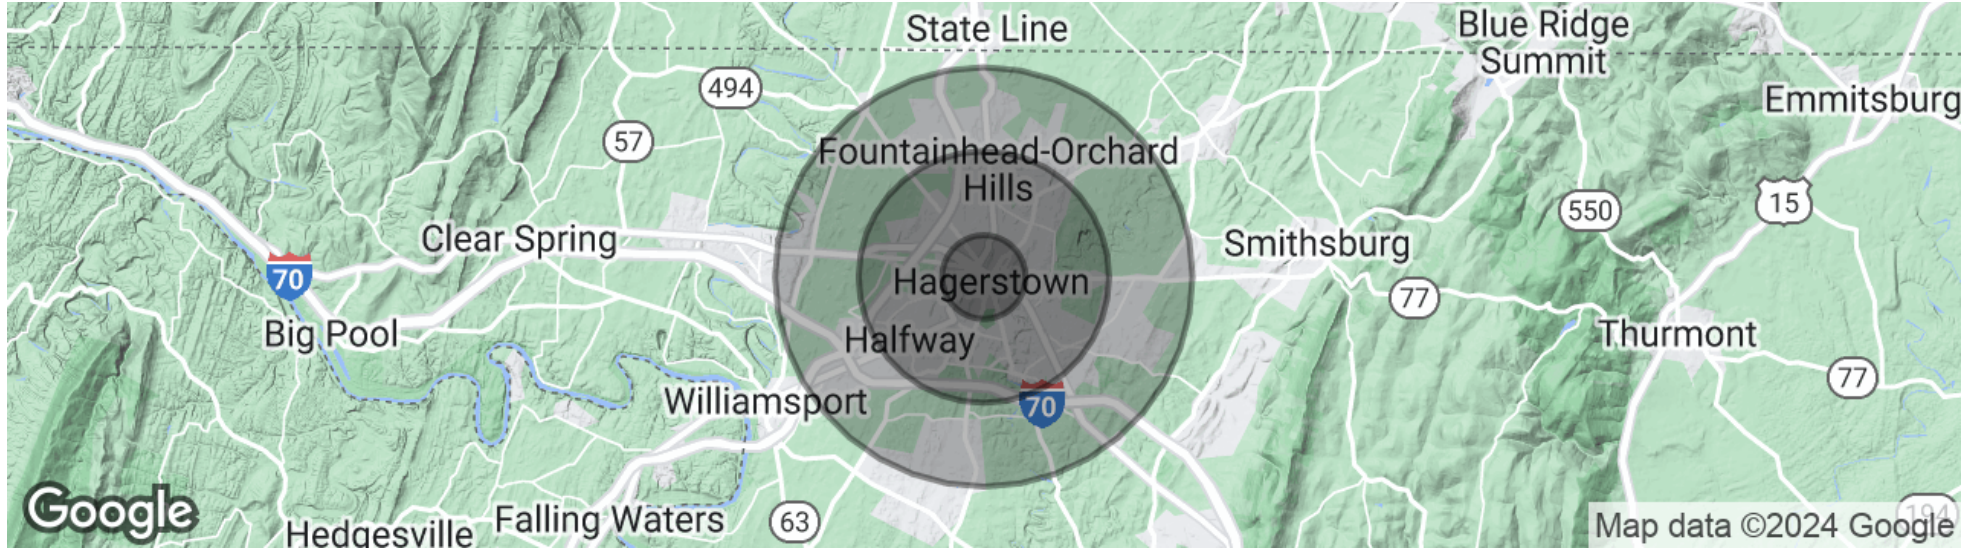 State Line
Blue Ridge
Summit
494
Emmitsburg
57
Fountainhead-Orchard
Hills
15
550
Clear Spring
Smithsburg
70
Hagerstown
77
Big Pool
Halfway
Thurmont
77
Williamsport
70
Google
Hedgesville
Falling Waters
63
194
Map data ©2024 Google